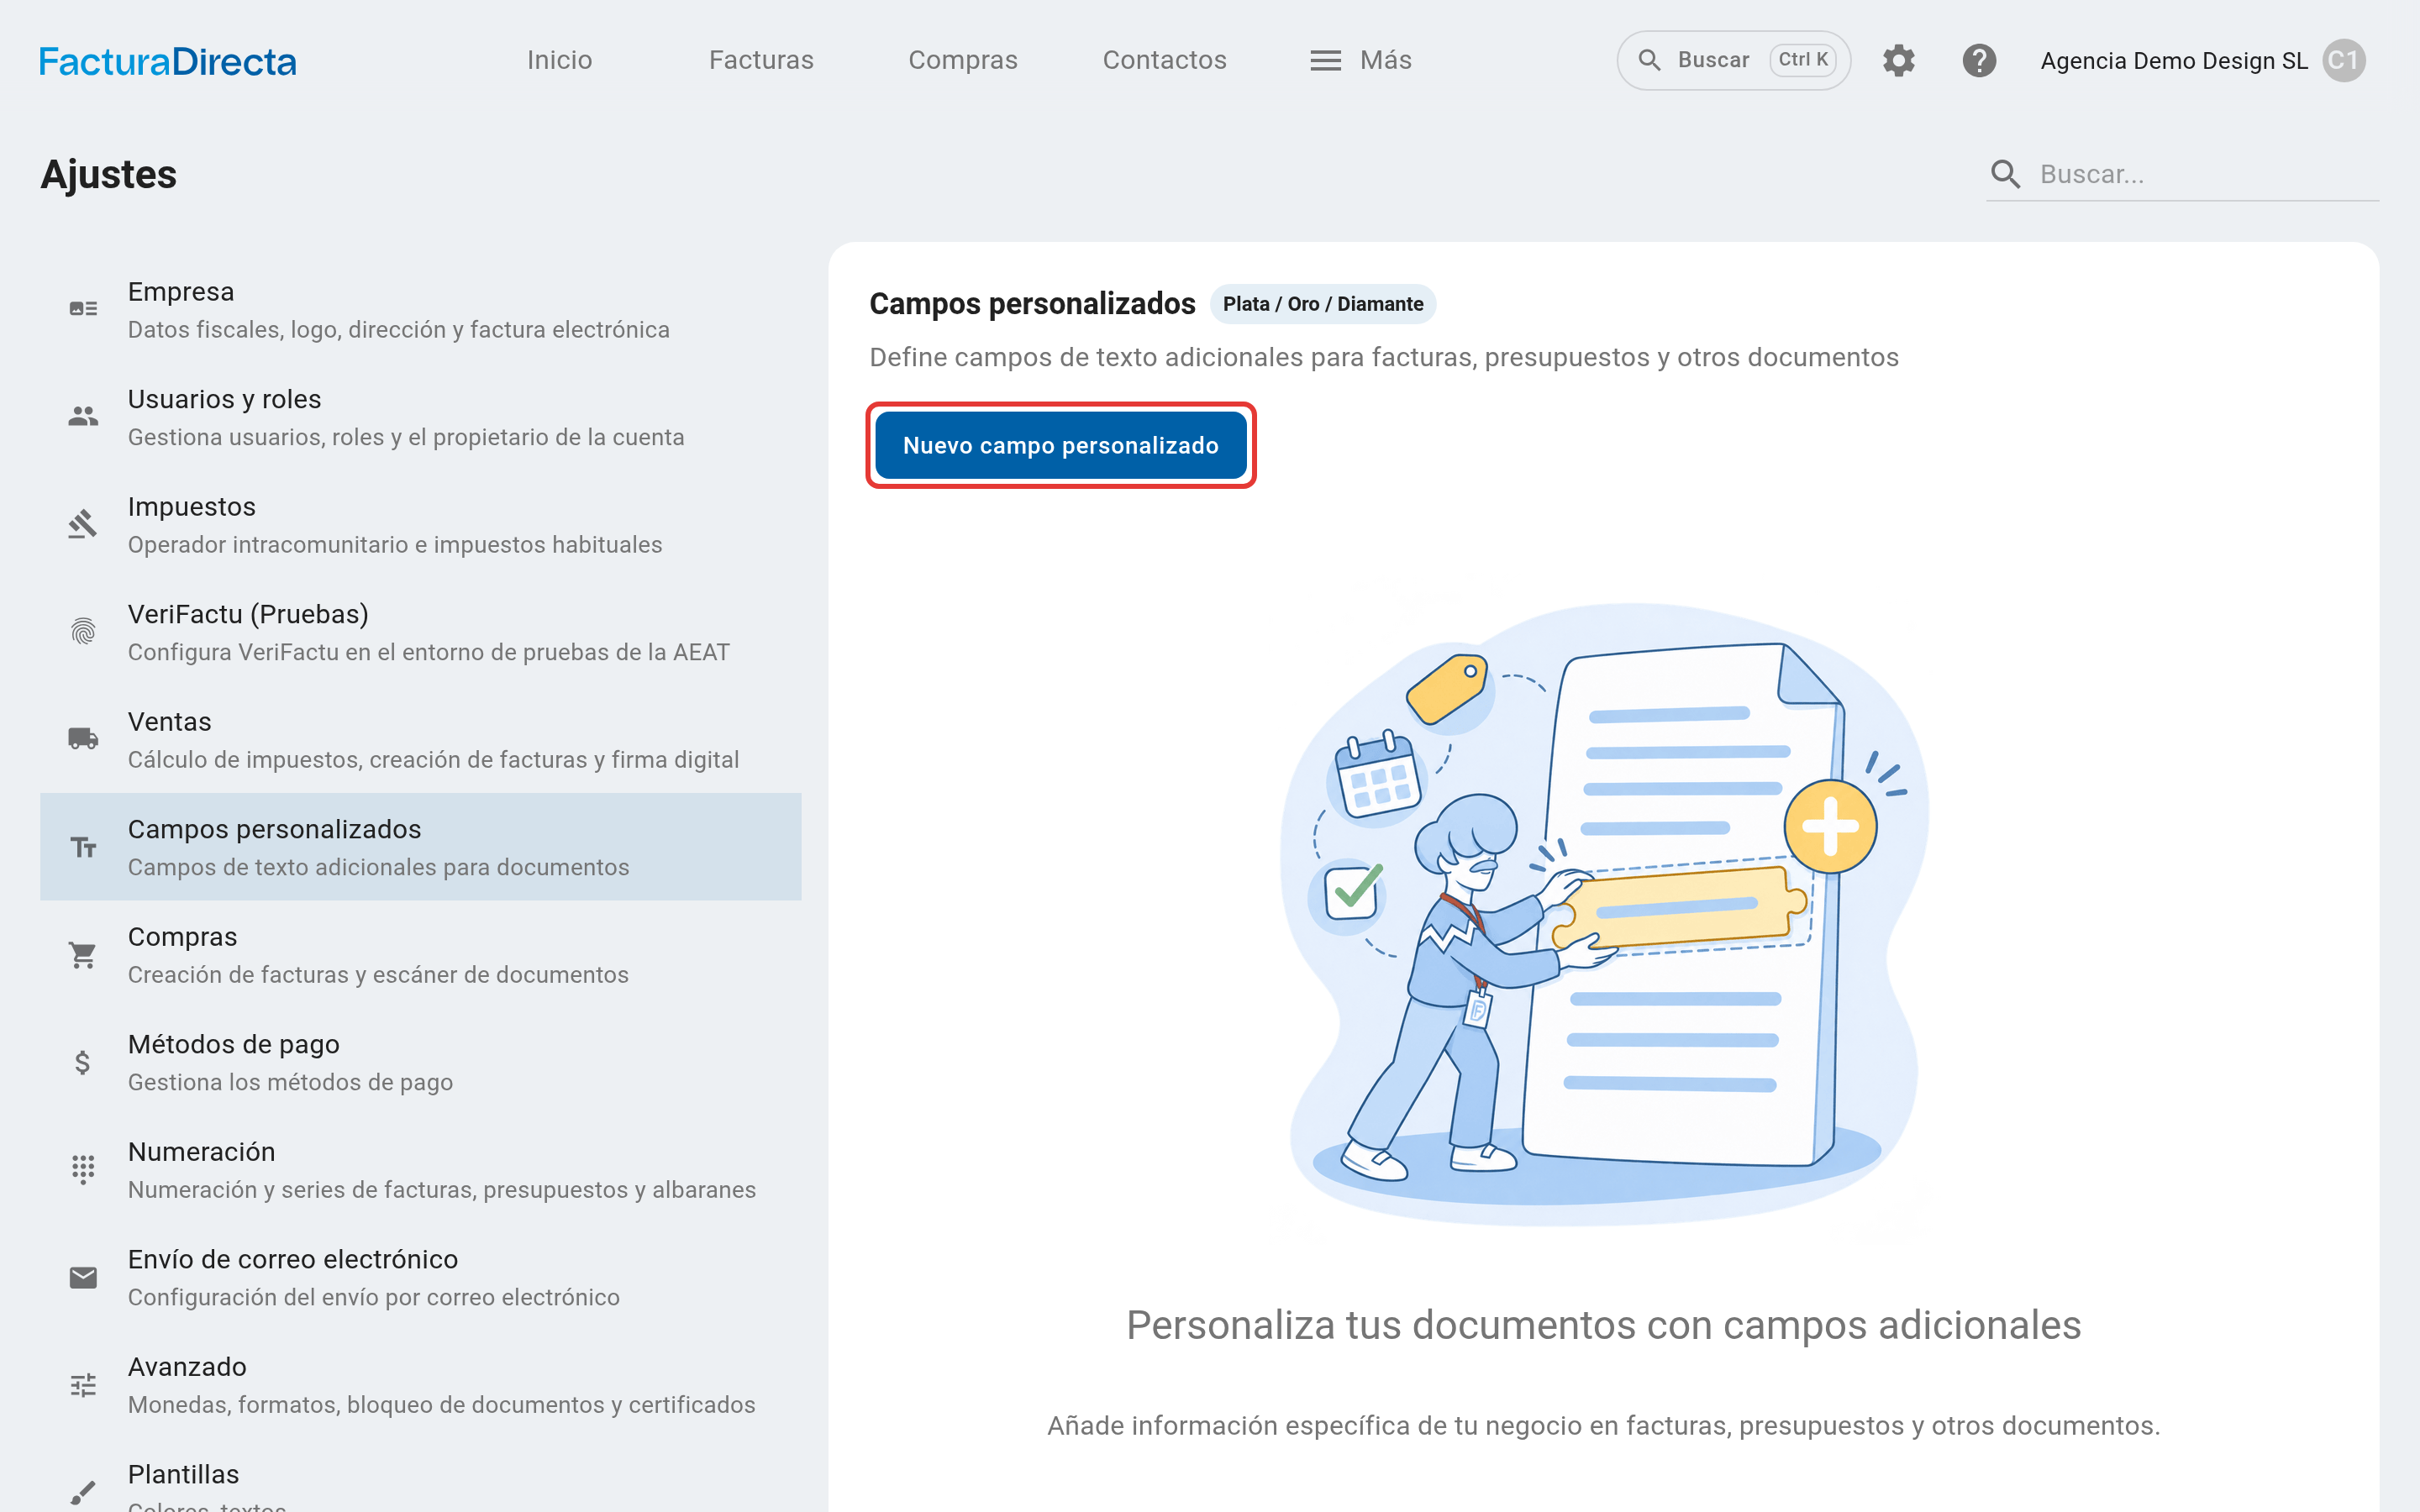 FacturaDirecta
Inicio
Facturas
Compras
Contactos
Más
Buscar
Ctrl K
Agencia Demo Design SL
C1
Ajustes
Buscar...
Empresa
Datos fiscales, logo, dirección y factura electrónica
Usuarios y roles
Gestiona usuarios, roles y el propietario de la cuenta
Impuestos
Operador intracomunitario e impuestos habituales
VeriFactu (Pruebas)
Configura VeriFactu en el entorno de pruebas de la AEAT
Ventas
Cálculo de impuestos, creación de facturas y firma digital
Campos personalizados
Campos de texto adicionales para documentos
Compras
Creación de facturas y escáner de documentos
Métodos de pago
Gestiona los métodos de pago
Numeración
Numeración y series de facturas, presupuestos y albaranes
Envío de correo electrónico
Configuración del envío por correo electrónico
Avanzado
Monedas, formatos, bloqueo de documentos y certificados
Plantillas
Colores, textos
Campos personalizados
Plata / Oro / Diamante
Define campos de texto adicionales para facturas, presupuestos y otros documentos
Nuevo campo personalizado
Personaliza tus documentos con campos adicionales
Añade información específica de tu negocio en facturas, presupuestos y otros documentos.